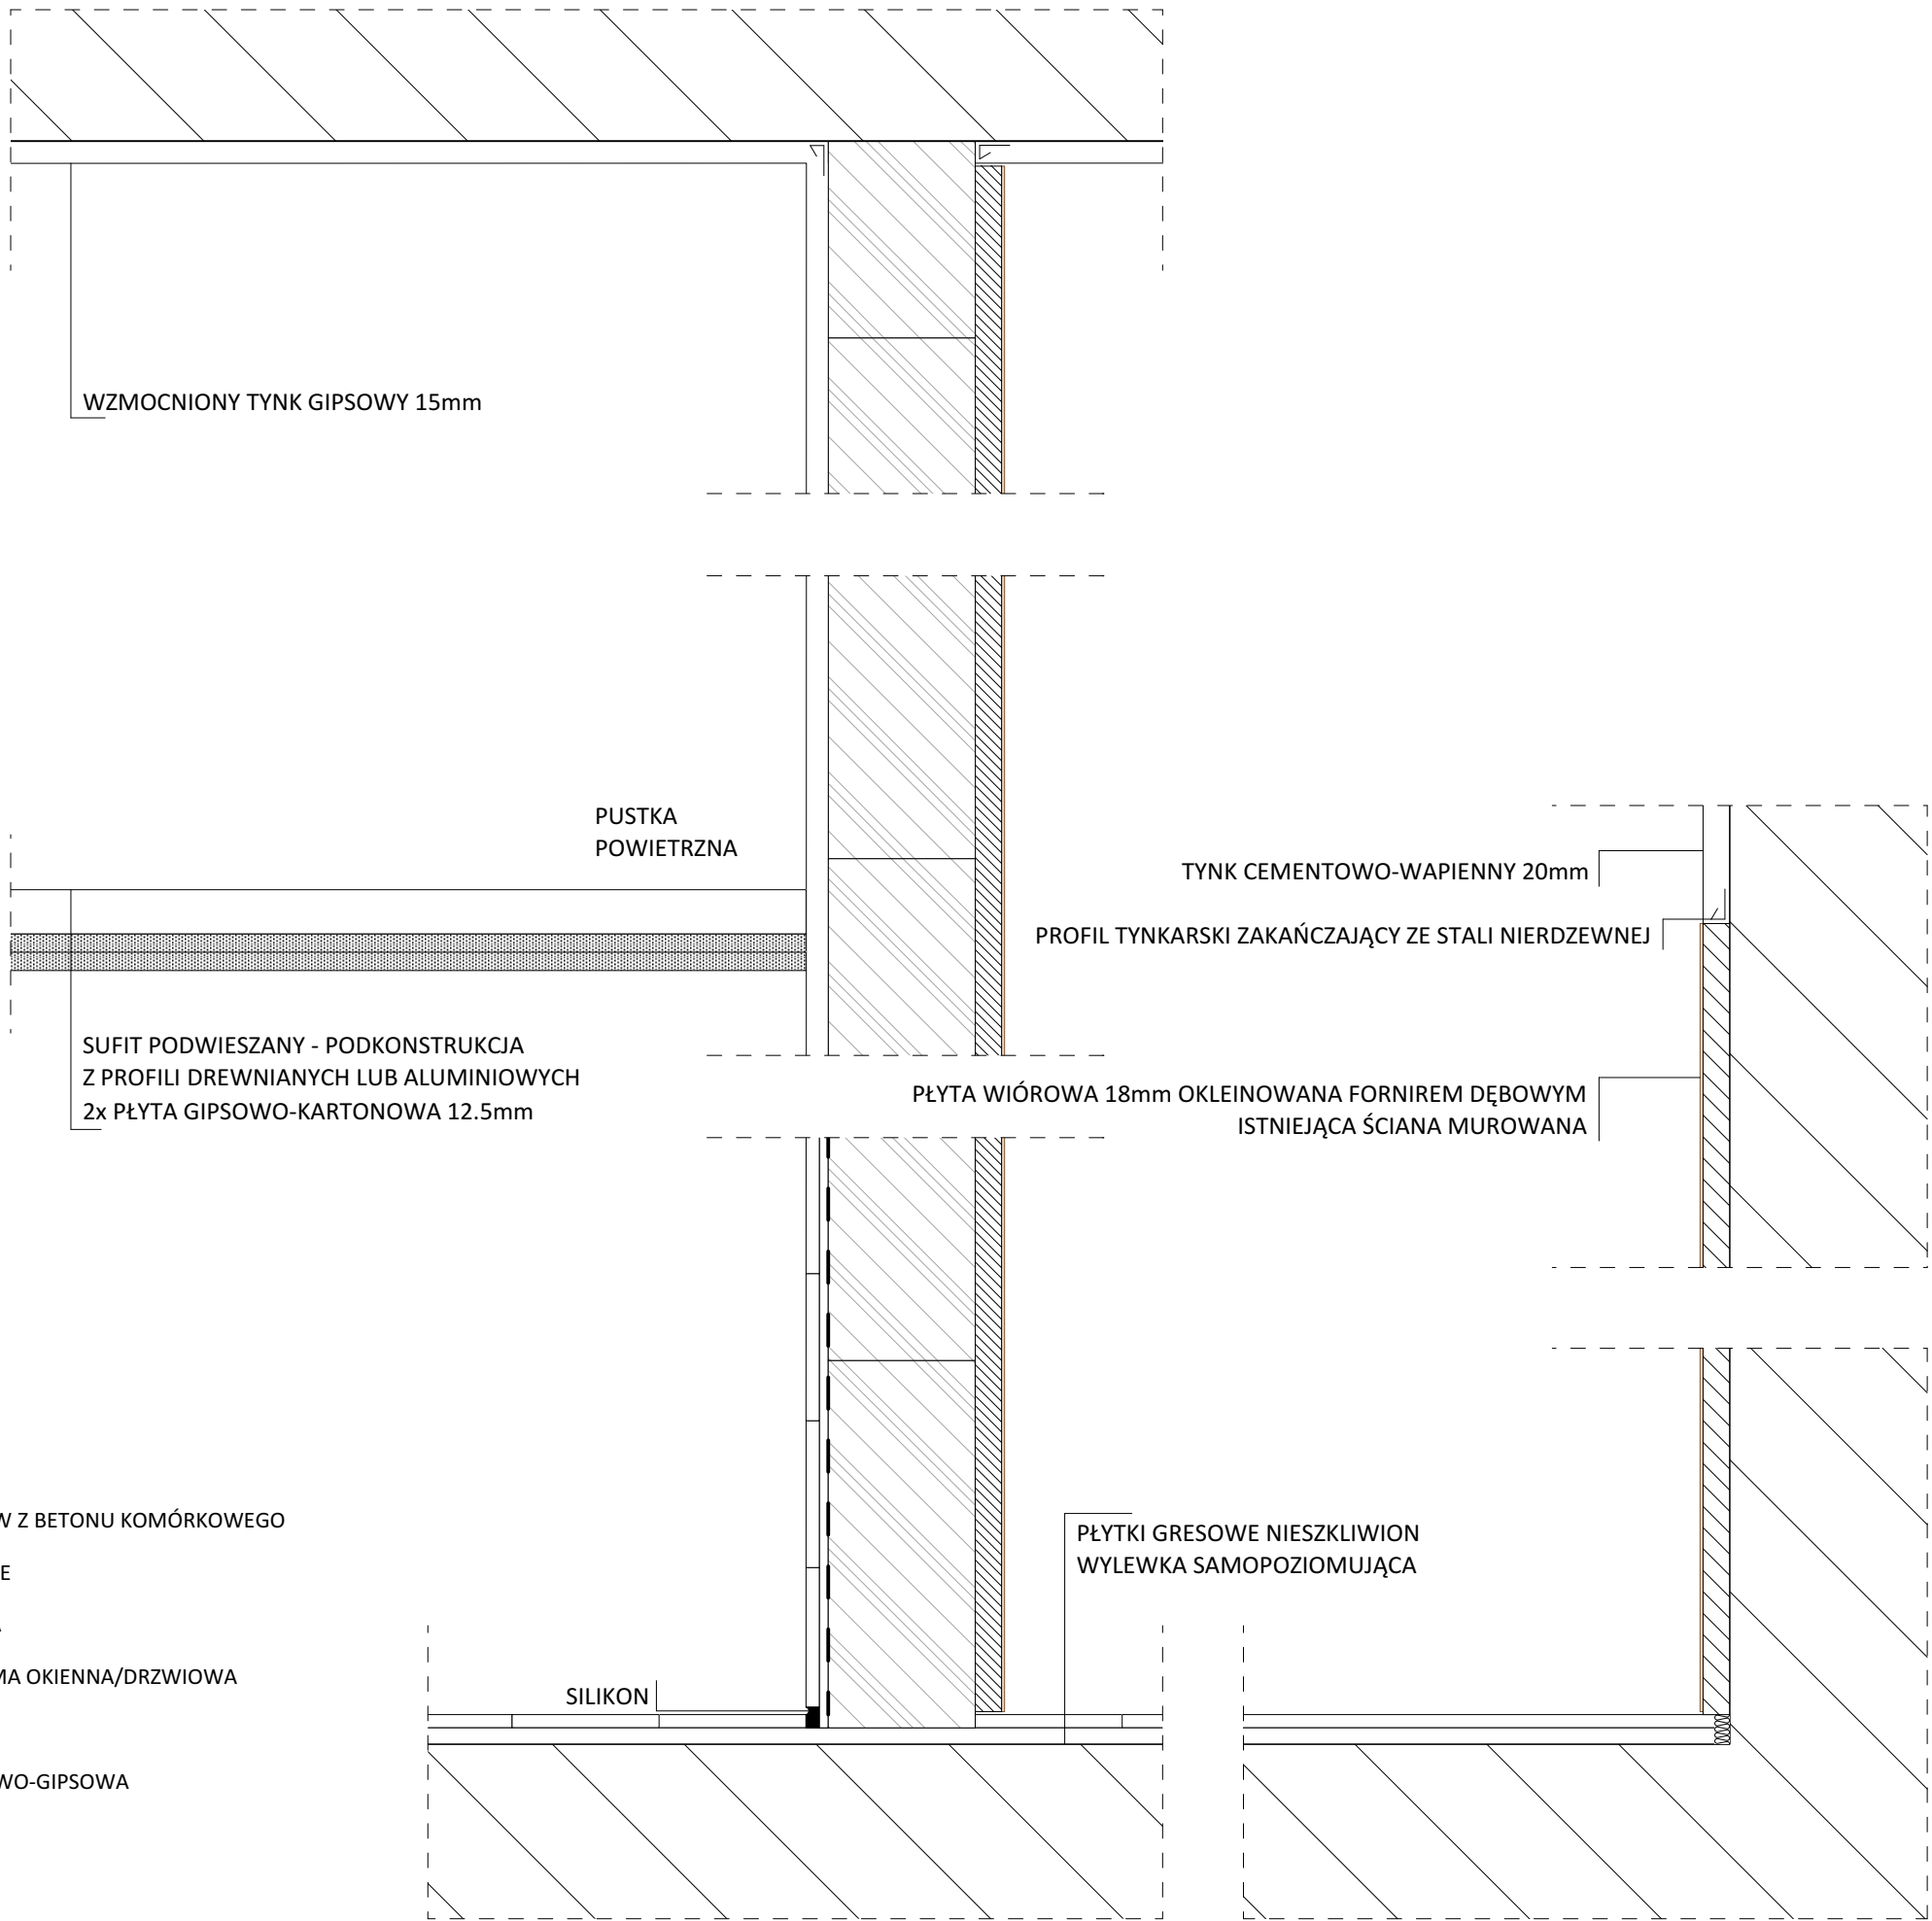 WZMOCNIONY TYNK GIPSOWY 15mm
PUSTKA
POWIETRZNA
TYNK CEMENTOWO-WAPIENNY 20mm
PROFIL TYNKARSKI ZAKAŃCZAJĄCY ZE STALI NIERDZEWNEJ
SUFIT PODWIESZANY - PODKONSTRUKCJA
Z PROFILI DREWNIANYCH LUB ALUMINIOWYCH
2x PŁYTA GIPSOWO-KARTONOWA 12.5mm
PŁYTA WIÓROWA 18mm OKLEINOWANA FORNIREM DĘBOWYM
ISTNIEJĄCA ŚCIANA MUROWANA
Z BETONU KOMÓRKOWEGO
PŁYTKI GRESOWE NIESZKLIWION
WYLEWKA SAMOPOZIOMUJĄCA
E
MA OKIENNA/DRZWIOWA
SILIKON
WO-GIPSOWA